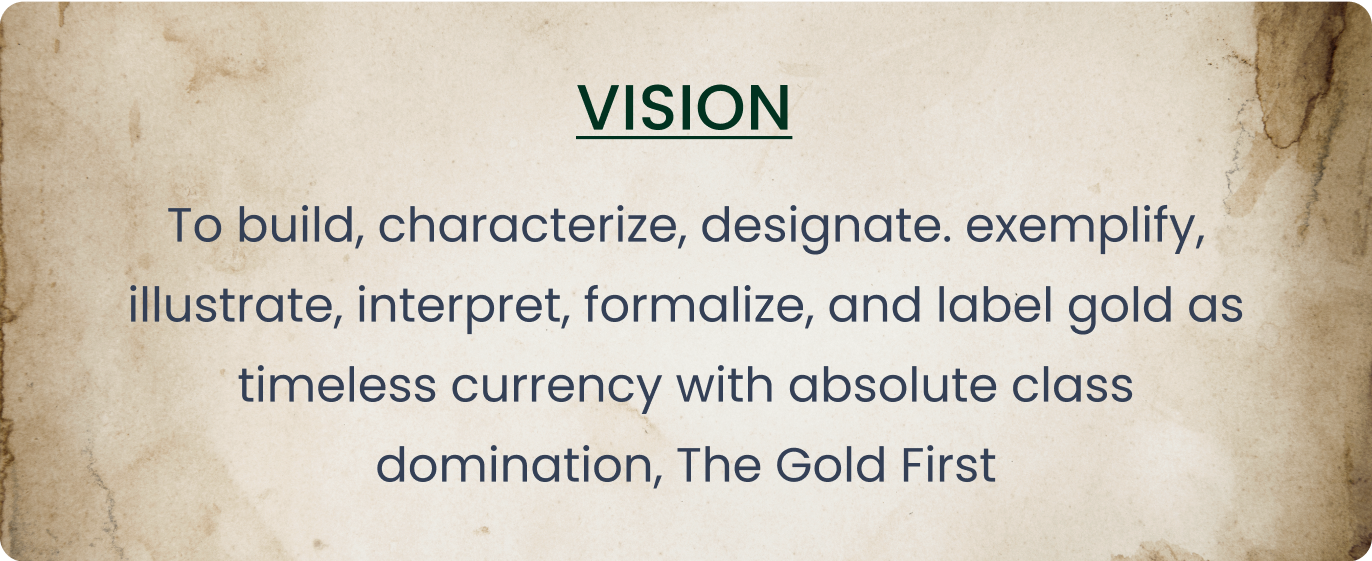 VISION
To build, characterize, designate. exemplify,
illustrate, interpret, formalize, and label gold as
timeless currency with absolute class
domination, The Gold First